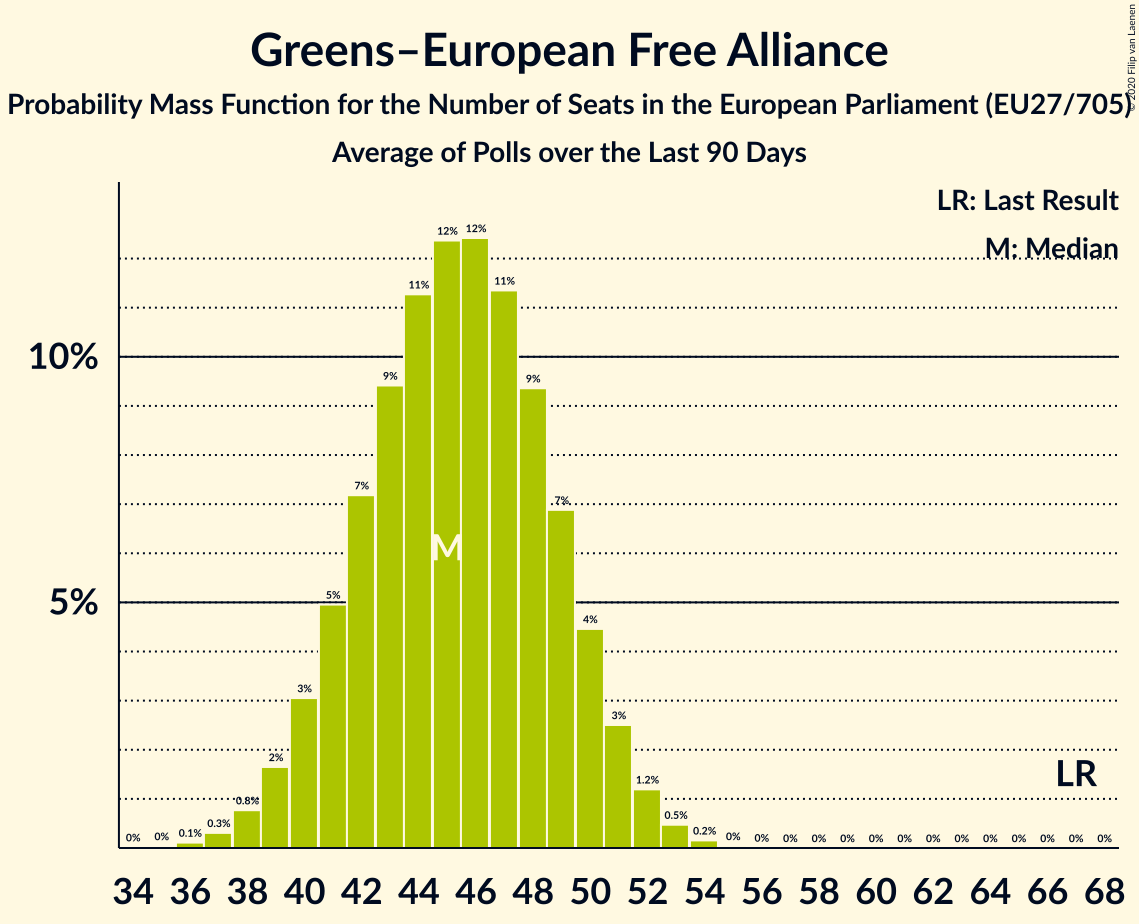 Greens–European Free Alliance
Probability Mass Function for the Number of Seats in the European Parliament (EU27/705)
Average of Polls over the Last 90 Days
© 2020 Filip van Laenen
LR: Last Result
M: Median
10%
5%
0% 0% 0.1% 0.3% 0.8% 2% 3% 5% 7% 9% 11% 12% 12% 11% 9% 7% 4% 3% 1.2% 0.5% 0.2% 0% 0% 0% 0% 0% 0% 0% 0% 0% 0% 0% 0% 0% 0%
M
LR
34 36 38 40 42 44 46 48 50 52 54 56 58 60 62 64 66 68